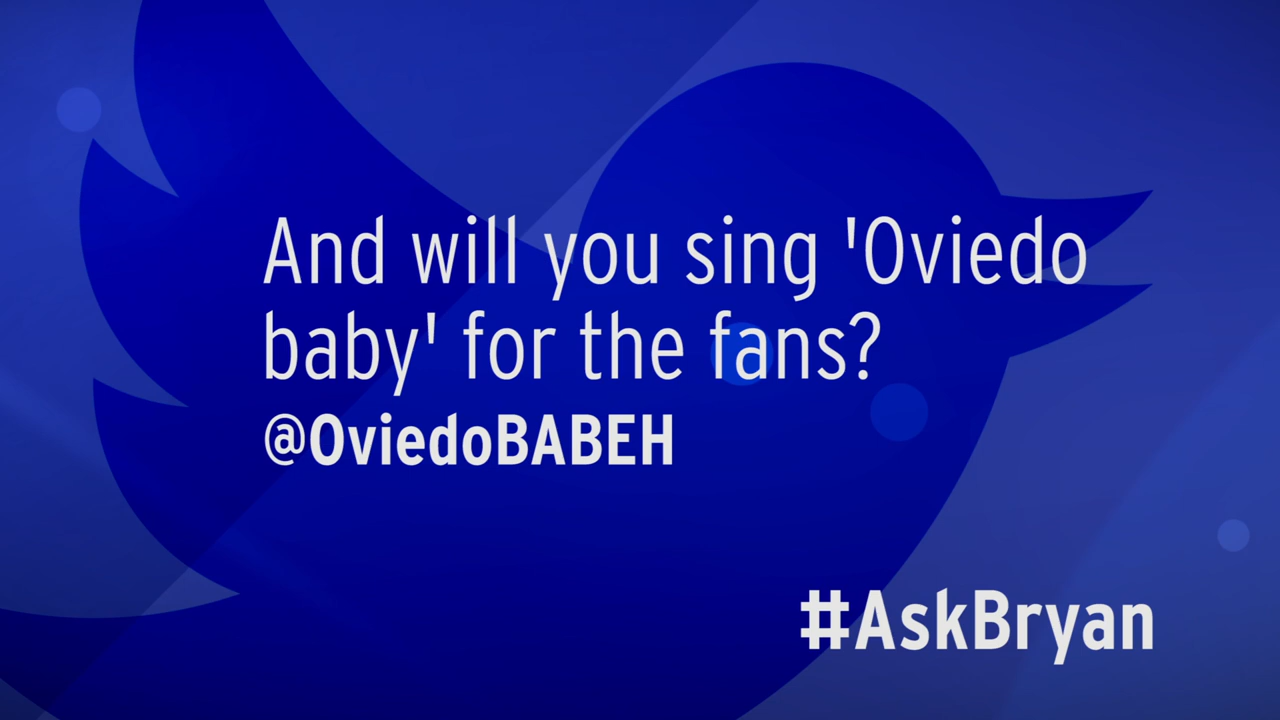 And will you sing 'Oviedo
baby' for the fans?
@OviedoBABEH
#AskBryan